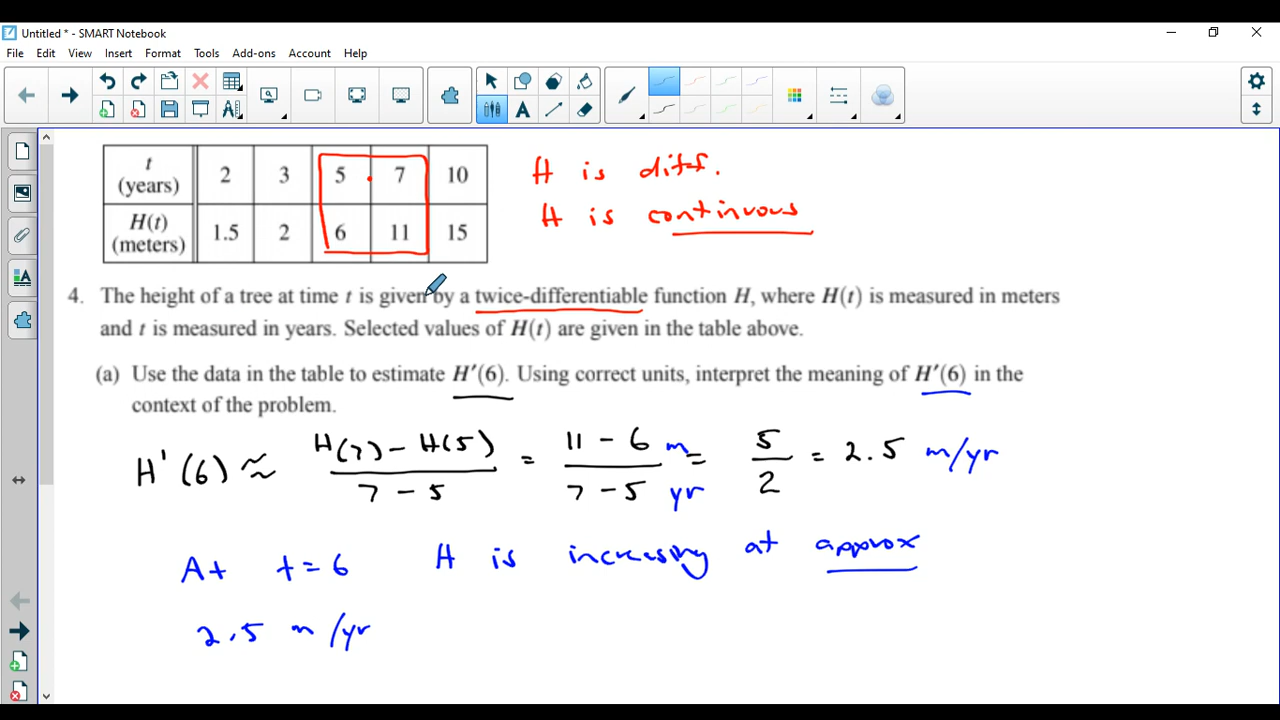 Untitled * - SMART Notebook
File Edit View Insert Format Tools Add-ons Account Help
t (years) 2 3 5 7 10
H(t) (meters) 1.5 2 6 11 15
H is diff.
H is continuous
4. The height of a tree at time t is given by a twice-differentiable function H, where H(t) is measured in meters
and t is measured in years. Selected values of H(t) are given in the table above.
(a) Use the data in the table to estimate H′(6). Using correct units, interpret the meaning of H′(6) in the
context of the problem.
H'(6) ≈ H(7) - H(5) / 7 - 5 = 11 - 6 m / 7 - 5 yr = 5 / 2 = 2.5 m/yr
At t = 6 H is increasing at approx
2.5 m/yr